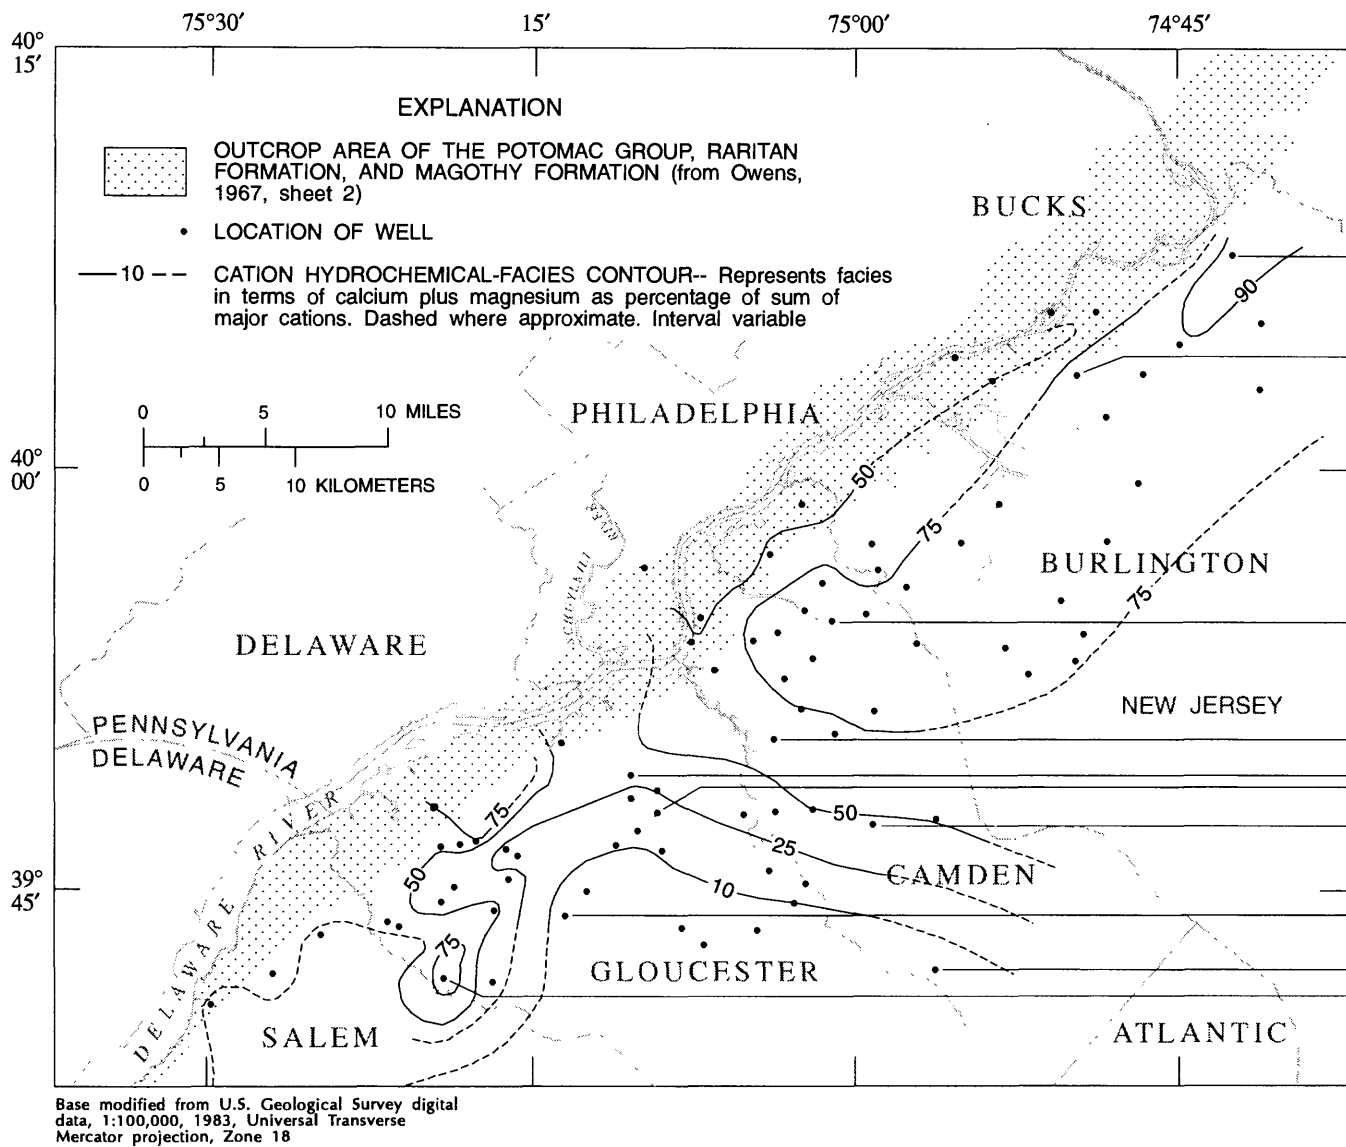 75°30′ 15′ 75°00′ 74°45′
40°
15′
EXPLANATION
OUTCROP AREA OF THE POTOMAC GROUP, RARITAN
FORMATION, AND MAGOTHY FORMATION (from Owens,
1967, sheet 2)
LOCATION OF WELL
10
CATION HYDROCHEMICAL-FACIES CONTOUR-- Represents facies
in terms of calcium plus magnesium as percentage of sum of
major cations. Dashed where approximate. Interval variable
BUCKS
90
0 5 10 MILES
0 5 10 KILOMETERS
PHILADELPHIA
40°
00′
50
75
SCHUYLKILL
RIVER
BURLINGTON
75
DELAWARE
NEW JERSEY
PENNSYLVANIA
DELAWARE
DELAWARE RIVER
75
50
25
CAMDEN
50
10
39°
45′
75
GLOUCESTER
SALEM
ATLANTIC
Base modified from U.S. Geological Survey digital
data, 1:100,000, 1983, Universal Transverse
Mercator projection, Zone 18